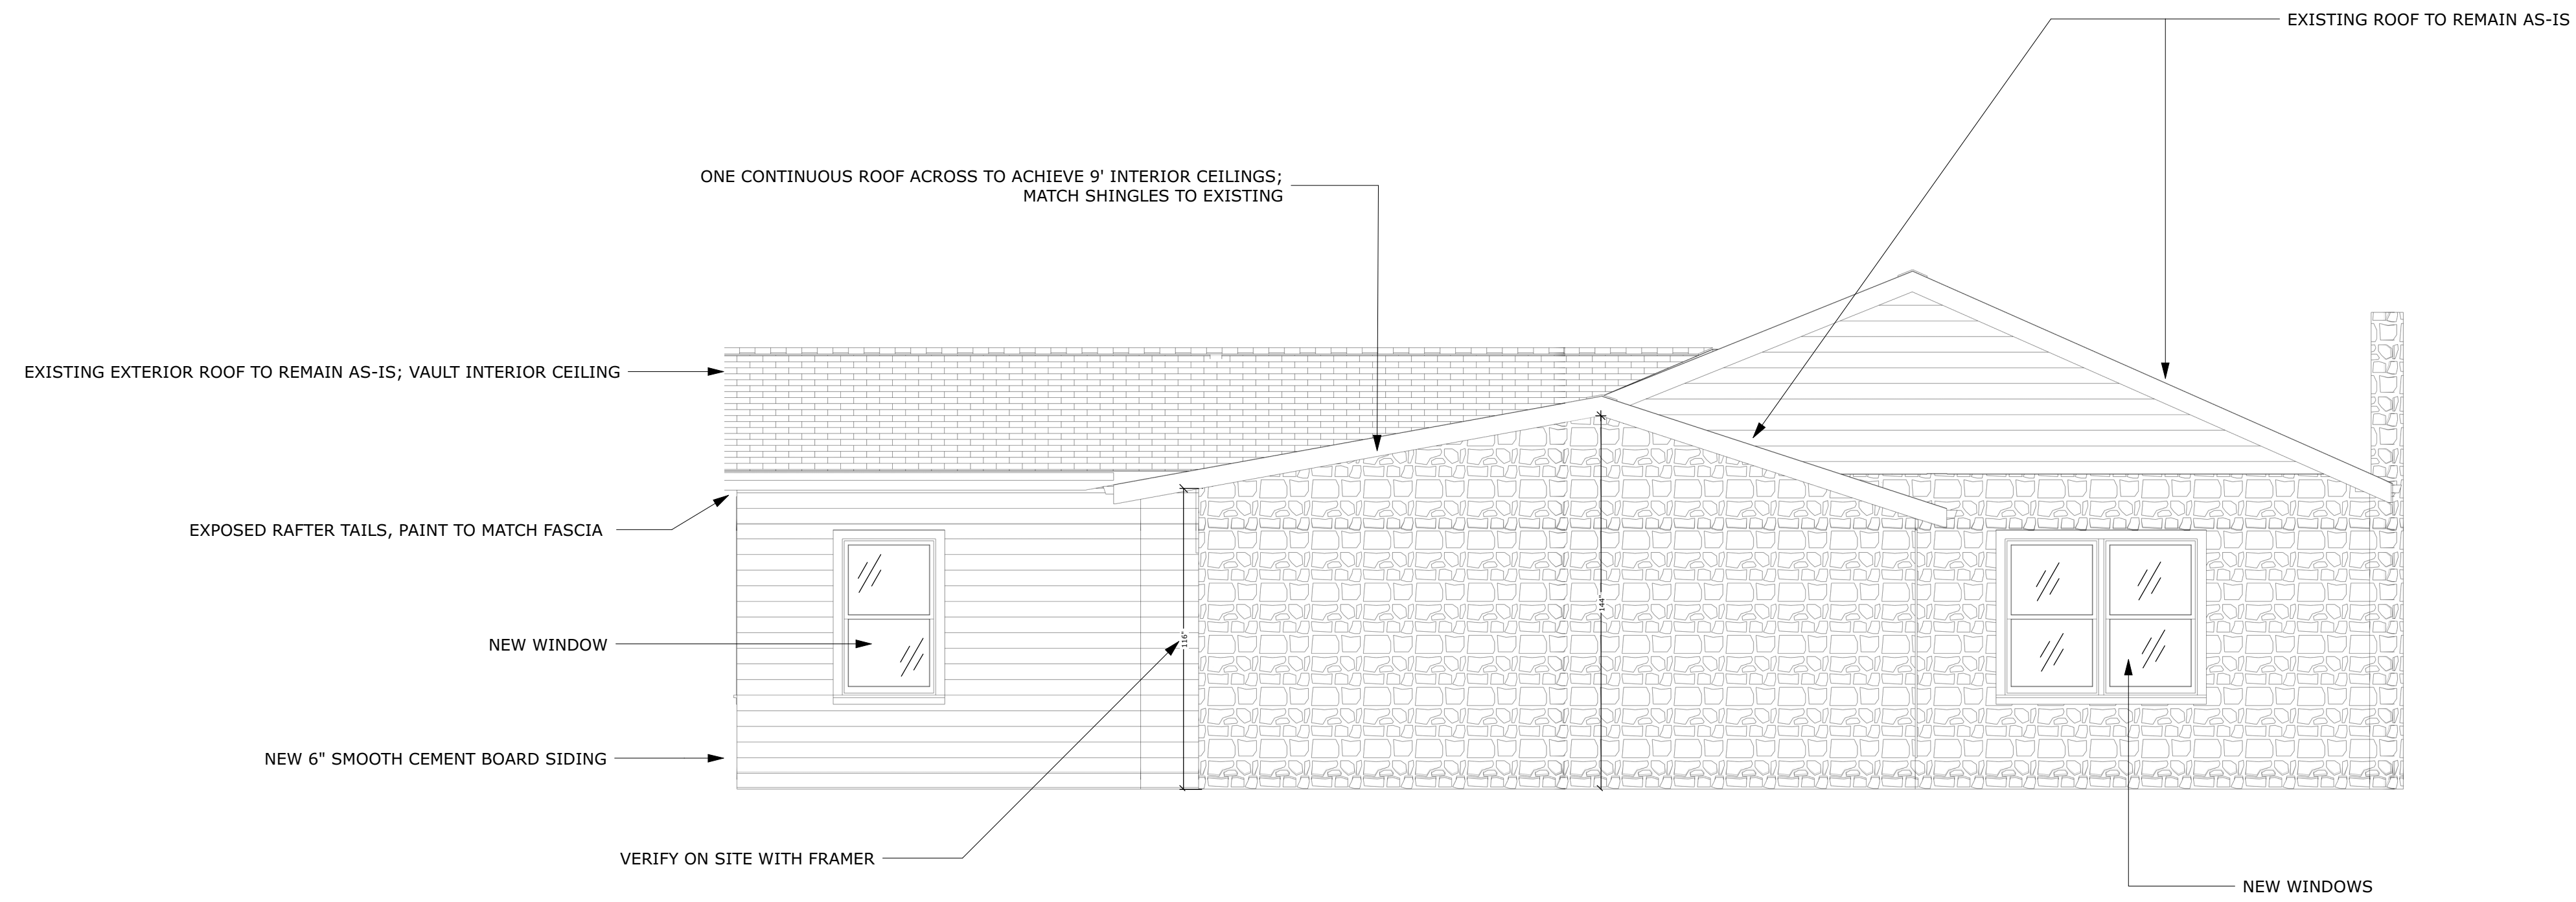 EXISTING ROOF TO REMAIN AS-IS
ONE CONTINUOUS ROOF ACROSS TO ACHIEVE 9' INTERIOR CEILINGS;
MATCH SHINGLES TO EXISTING
EXISTING EXTERIOR ROOF TO REMAIN AS-IS; VAULT INTERIOR CEILING
EXPOSED RAFTER TAILS, PAINT TO MATCH FASCIA
144"
116"
NEW WINDOW
NEW 6" SMOOTH CEMENT BOARD SIDING
VERIFY ON SITE WITH FRAMER
NEW WINDOWS